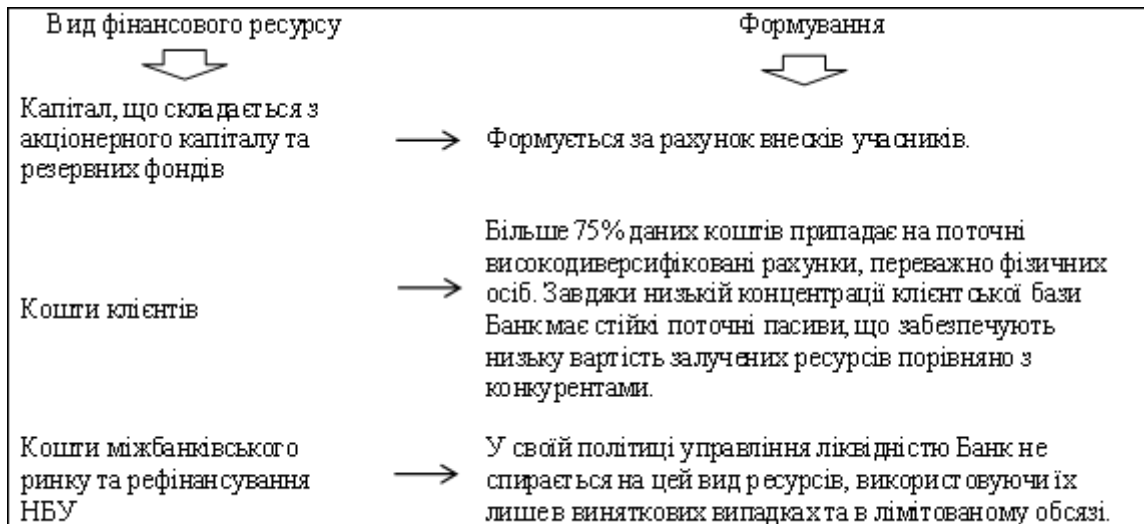 Вид фінансового ресурсу
Формування
Капітал, що складається з
акціонерного капіталу та
резервних фондів
Формується за рахунок внесків учасників.
Кошти клієнтів
Більше 75% даних коштів припадає на поточні
високодиверсифіковані рахунки, переважно фізичних
осіб. Завдяки низькій концентрації клієнтської бази
Банк має стійкі поточні пасиви, що забезпечують
низьку вартість залучених ресурсів порівняно з
конкурентами.
Кошти міжбанківського
ринку та рефінансування
НБУ
У своїй політиці управління ліквідністю Банк не
спирається на цей вид ресурсів, використовуючи їх
лише в виняткових випадках та в лімітованому обсязі.